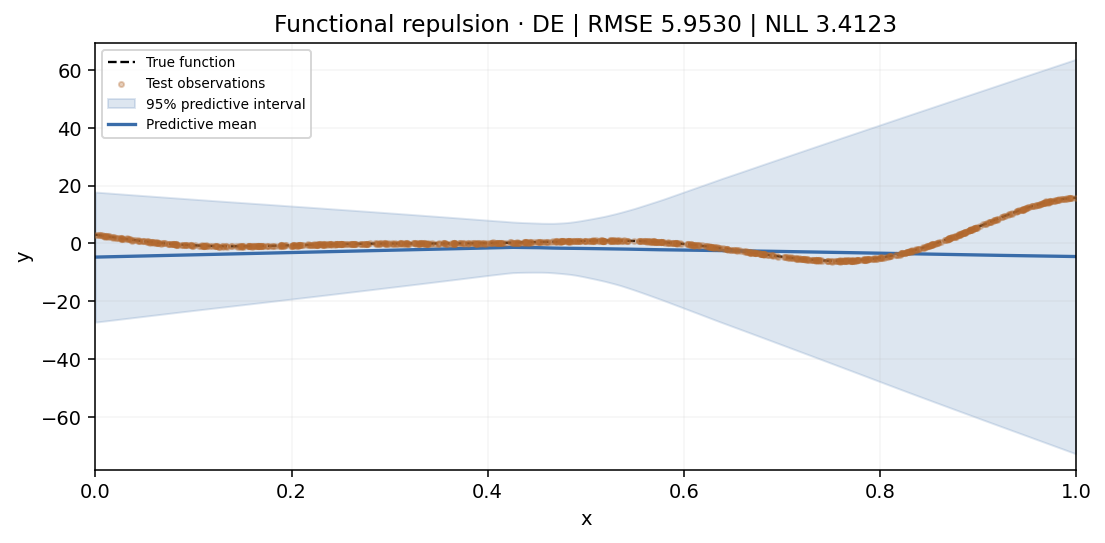 Functional repulsion · DE | RMSE 5.9530 | NLL 3.4123
True function
Test observations
95% predictive interval
Predictive mean
60
40
20
0
−20
−40
−60
y
0.0 0.2 0.4 0.6 0.8 1.0
x